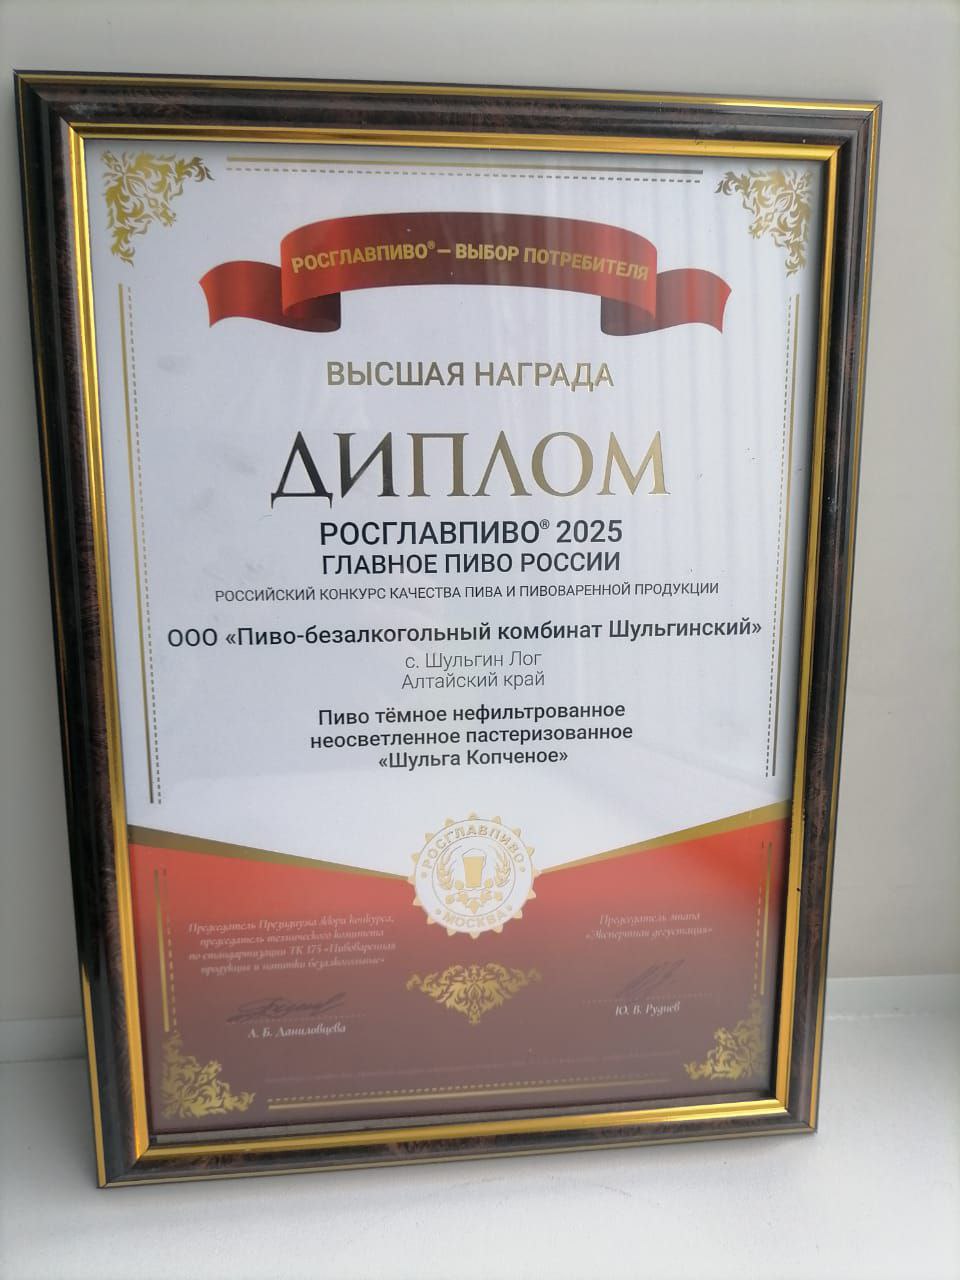 РОСГЛАВПИВО® – ВЫБОР ПОТРЕБИТЕЛЯ
ВЫСШАЯ НАГРАДА
ДИПЛОМ
РОСГЛАВПИВО® 2025
ГЛАВНОЕ ПИВО РОССИИ
РОССИЙСКИЙ КОНКУРС КАЧЕСТВА ПИВА И ПИВОВАРЕННОЙ ПРОДУКЦИИ
ООО «Пиво-безалкогольный комбинат Шульгинский»
с. Шульгин Лог
Алтайский край
Пиво тёмное нефильтрованное
неосветленное пастеризованное
«Шульга Копченое»
РОСГЛАВПИВО
МОСКВА
Председатель Президиума жюри конкурса,
председатель технического комитета
по стандартизации ТК 175 «Пивоваренная
продукция и напитки безалкогольные»
А. Б. Даниловцева
Председатель этапа
«Экспертная дегустация»
Ю. В. Руднев